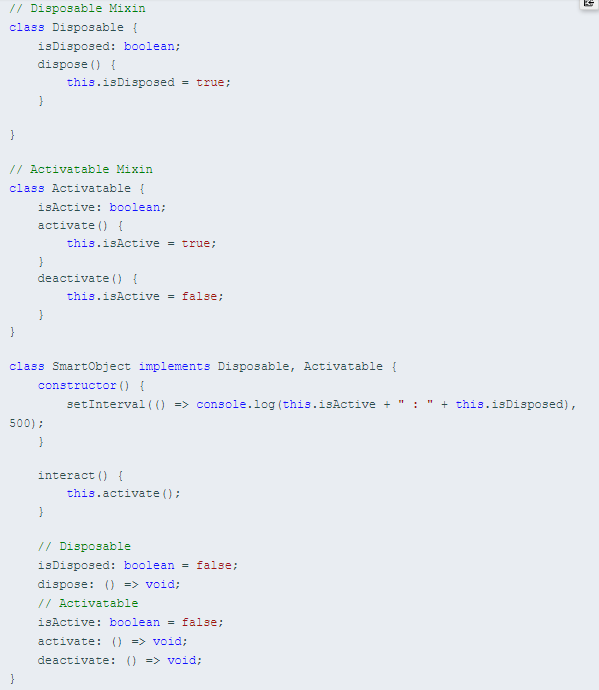 // Disposable Mixin
class Disposable {
    isDisposed: boolean;
    dispose() {
        this.isDisposed = true;
    }

}

// Activatable Mixin
class Activatable {
    isActive: boolean;
    activate() {
        this.isActive = true;
    }
    deactivate() {
        this.isActive = false;
    }
}

class SmartObject implements Disposable, Activatable {
    constructor() {
        setInterval(() => console.log(this.isActive + " : " + this.isDisposed),
500);
    }

    interact() {
        this.activate();
    }

    // Disposable
    isDisposed: boolean = false;
    dispose: () => void;
    // Activatable
    isActive: boolean = false;
    activate: () => void;
    deactivate: () => void;
}